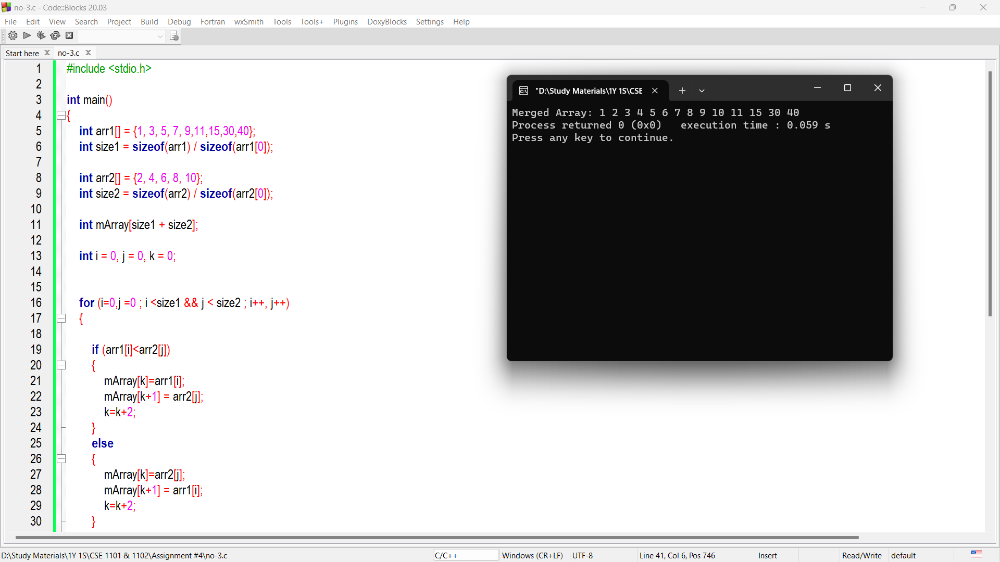 no-3.c - Code::Blocks 20.03
File Edit View Search Project Build Debug Fortran wxSmith Tools Tools+ Plugins DoxyBlocks Settings Help
Start here no-3.c
1 #include <stdio.h>
2
3 int main()
4 {
5 int arr1[] = {1, 3, 5, 7, 9,11,15,30,40};
6 int size1 = sizeof(arr1) / sizeof(arr1[0]);
7
8 int arr2[] = {2, 4, 6, 8, 10};
9 int size2 = sizeof(arr2) / sizeof(arr2[0]);
10
11 int mArray[size1 + size2];
12
13 int i = 0, j = 0, k = 0;
14
15
16 for (i=0,j =0 ; i <size1 && j < size2 ; i++, j++)
17 {
18
19 if (arr1[i]<arr2[j])
20 {
21 mArray[k]=arr1[i];
22 mArray[k+1] = arr2[j];
23 k=k+2;
24 }
25 else
26 {
27 mArray[k]=arr2[j];
28 mArray[k+1] = arr1[i];
29 k=k+2;
30 }
"D:\Study Materials\1Y 1S\CSE
Merged Array: 1 2 3 4 5 6 7 8 9 10 11 15 30 40
Process returned 0 (0x0)   execution time : 0.059 s
Press any key to continue.
D:\Study Materials\1Y 1S\CSE 1101 & 1102\Assignment #4\no-3.c C/C++ Windows (CR+LF) UTF-8 Line 41, Col 6, Pos 746 Insert Read/Write default